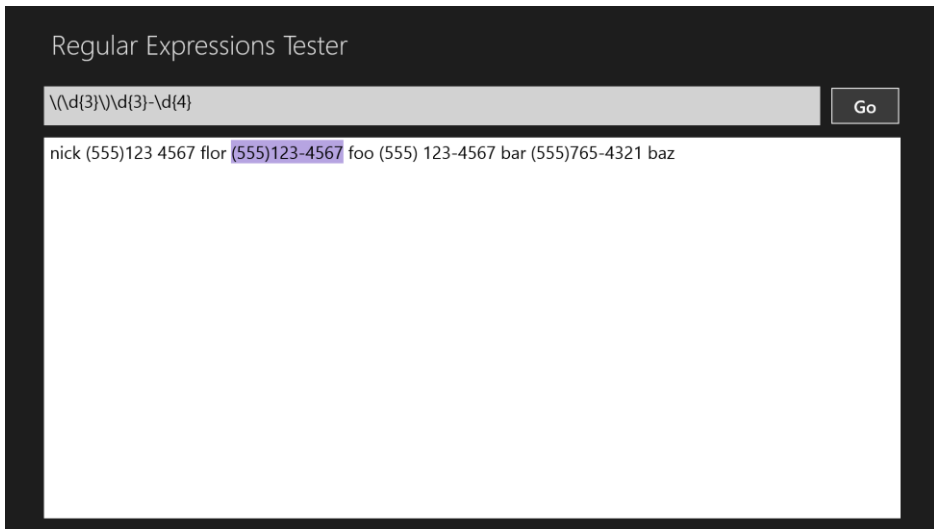 Regular Expressions Tester
\(\d{3}\)\d{3}-\d{4}
Go
nick (555)123 4567 flor (555)123-4567 foo (555) 123-4567 bar (555)765-4321 baz